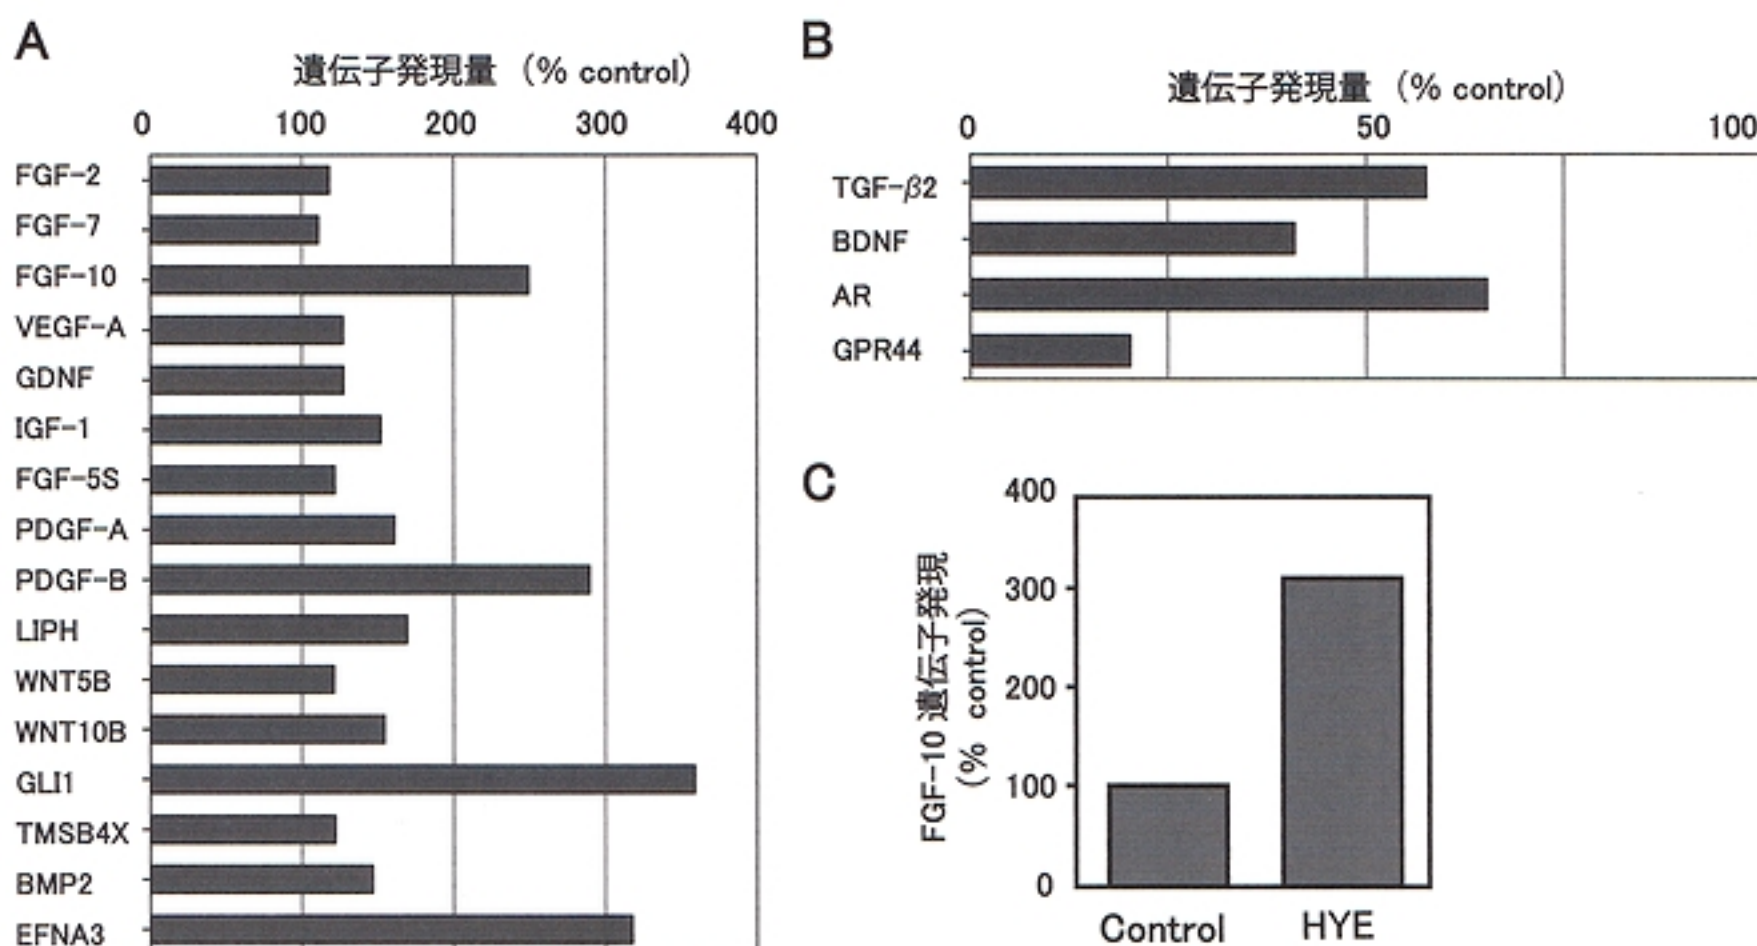 A
遺伝子発現量 (% control)
0 100 200 300 400
FGF-2
FGF-7
FGF-10
VEGF-A
GDNF
IGF-1
FGF-5S
PDGF-A
PDGF-B
LIPH
WNT5B
WNT10B
GLI1
TMSB4X
BMP2
EFNA3
B
遺伝子発現量 (% control)
0 50 100
TGF-β2
BDNF
AR
GPR44
C
FGF-10 遺伝子発現
(% control)
400
300
200
100
0
Control HYE